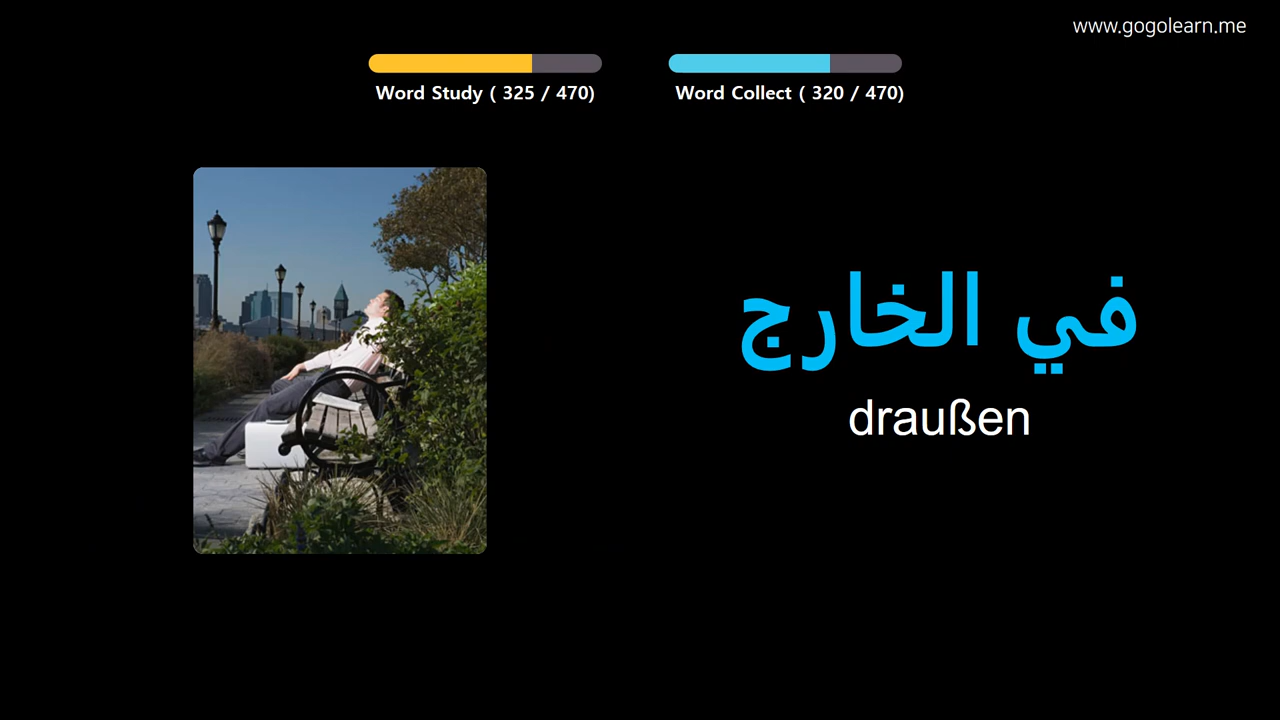 www.gogolearn.me
Word Study ( 325 / 470)
Word Collect ( 320 / 470)
في الخارج
draußen